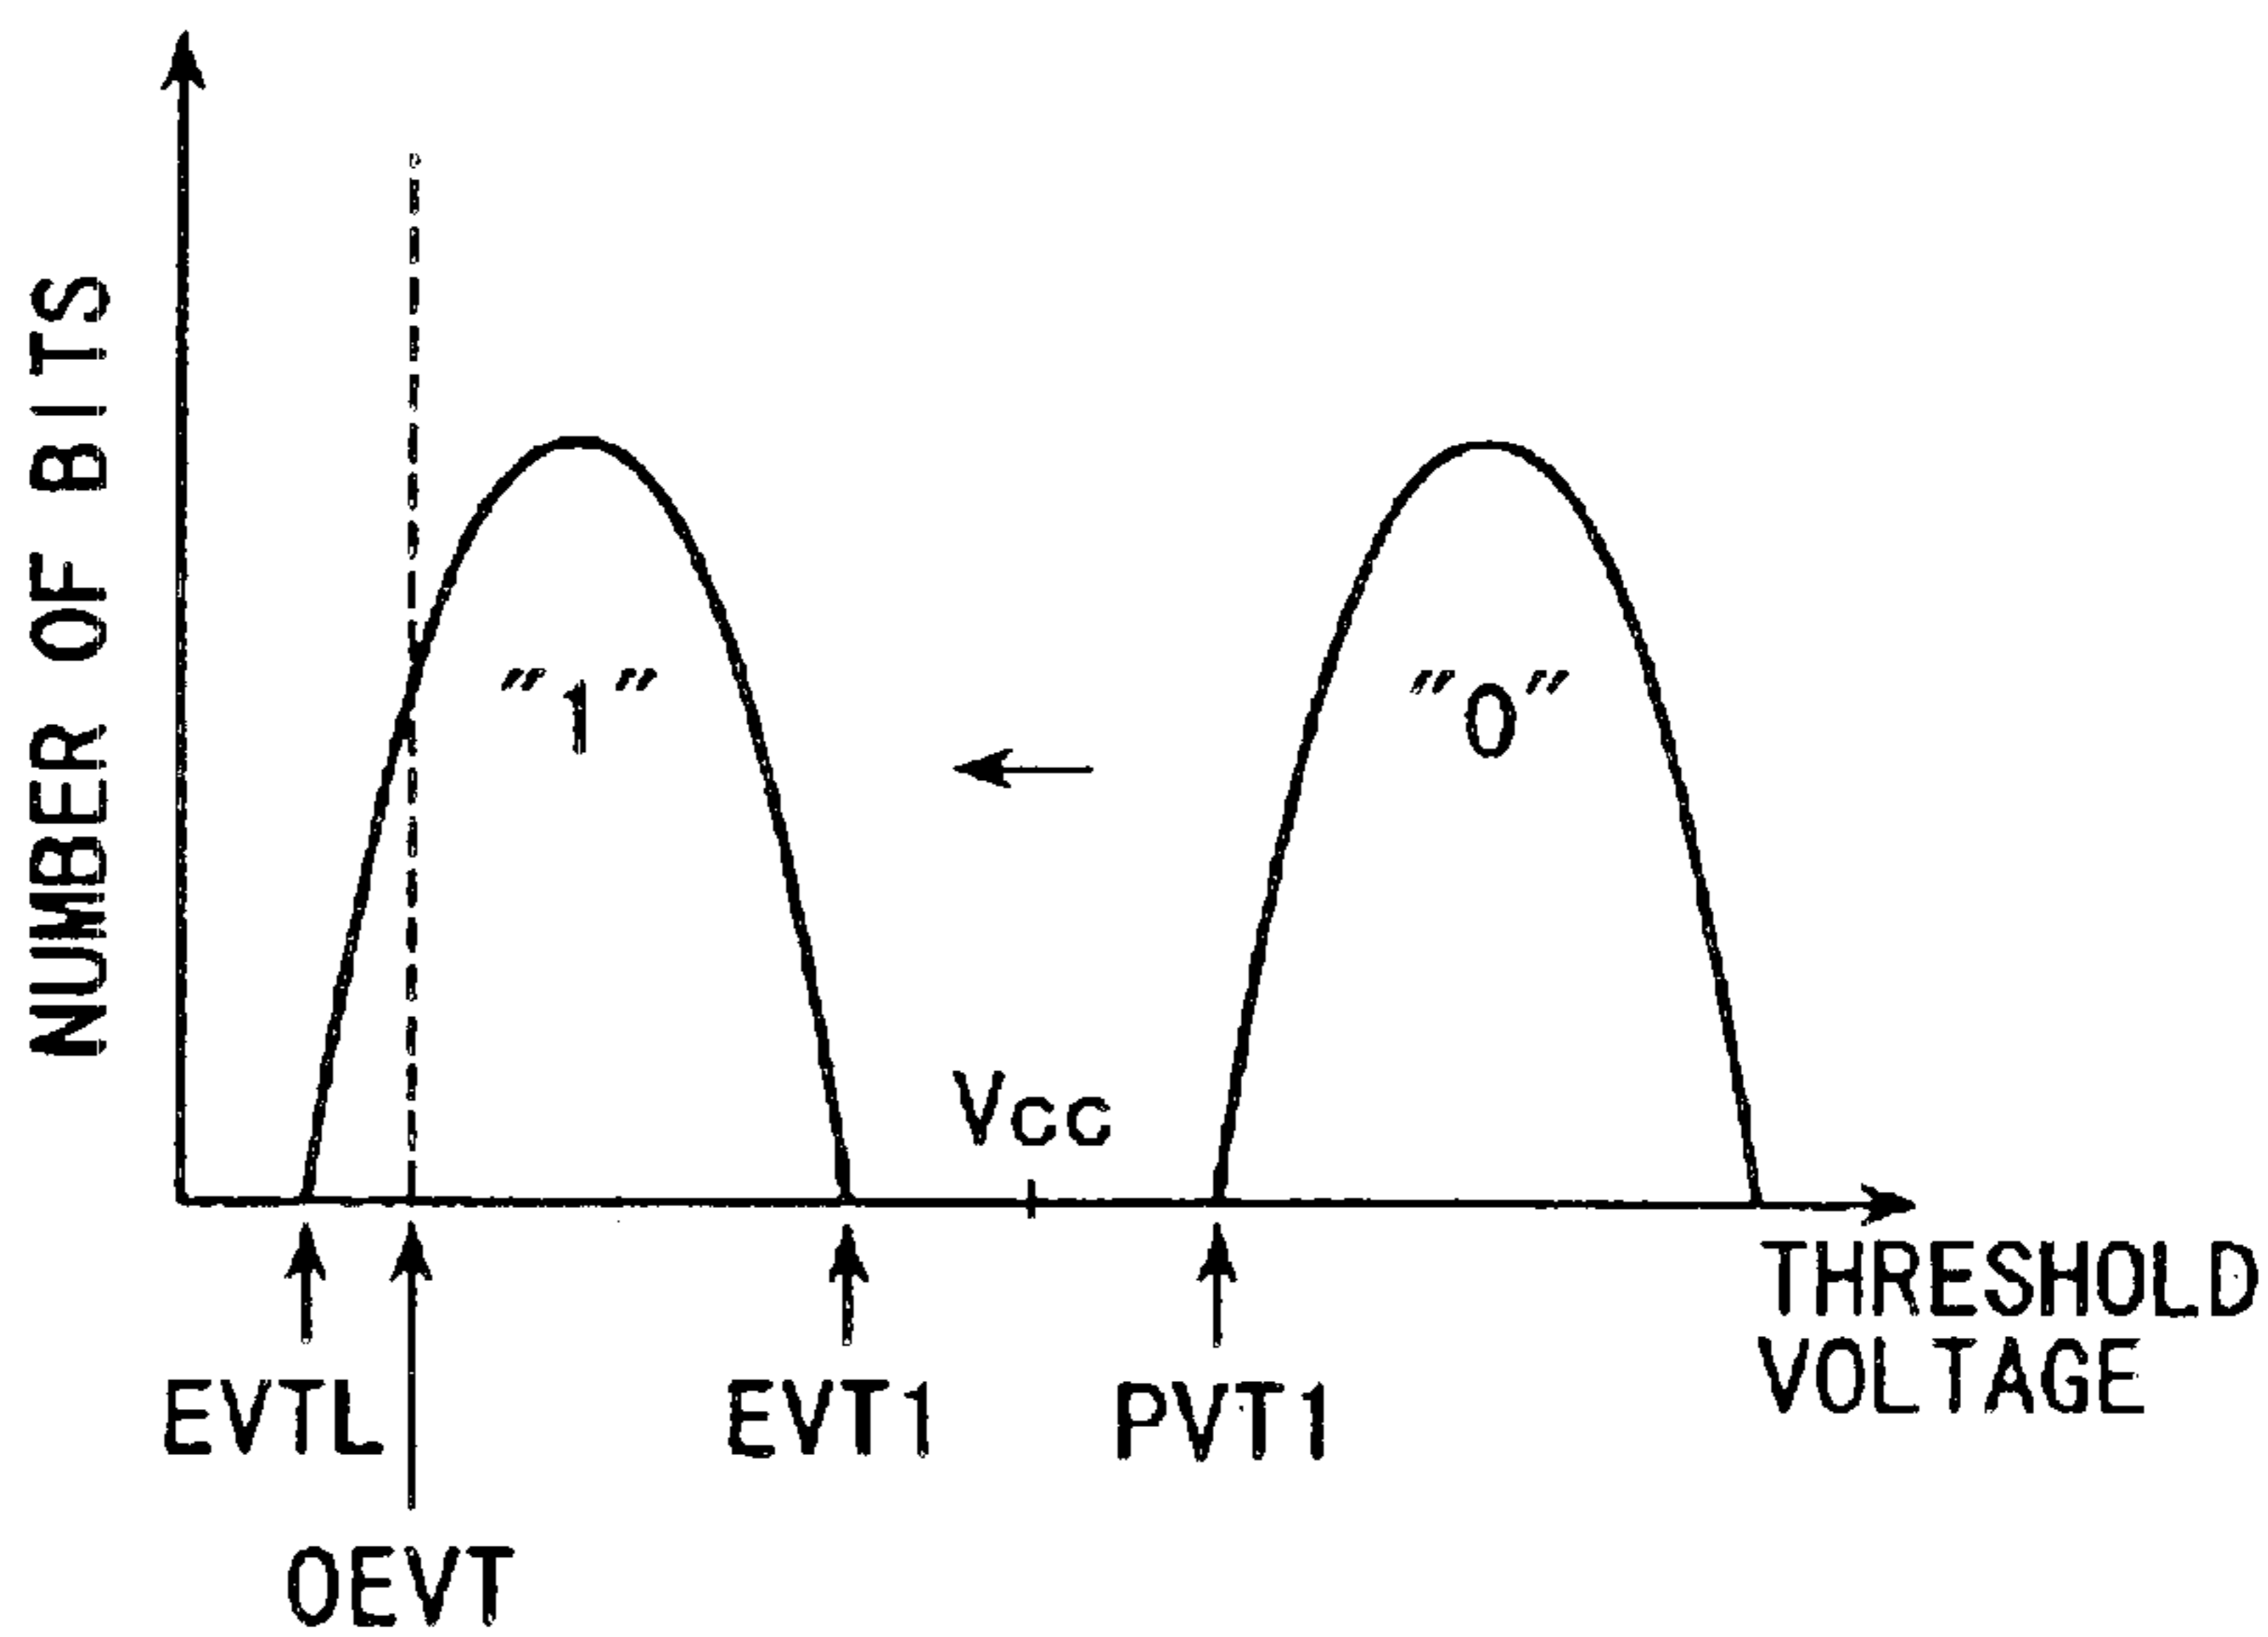 NUMBER OF BITS
"1"
"0"
Vcc
THRESHOLD
VOLTAGE
EVTL
EVT1
PVT1
OEVT